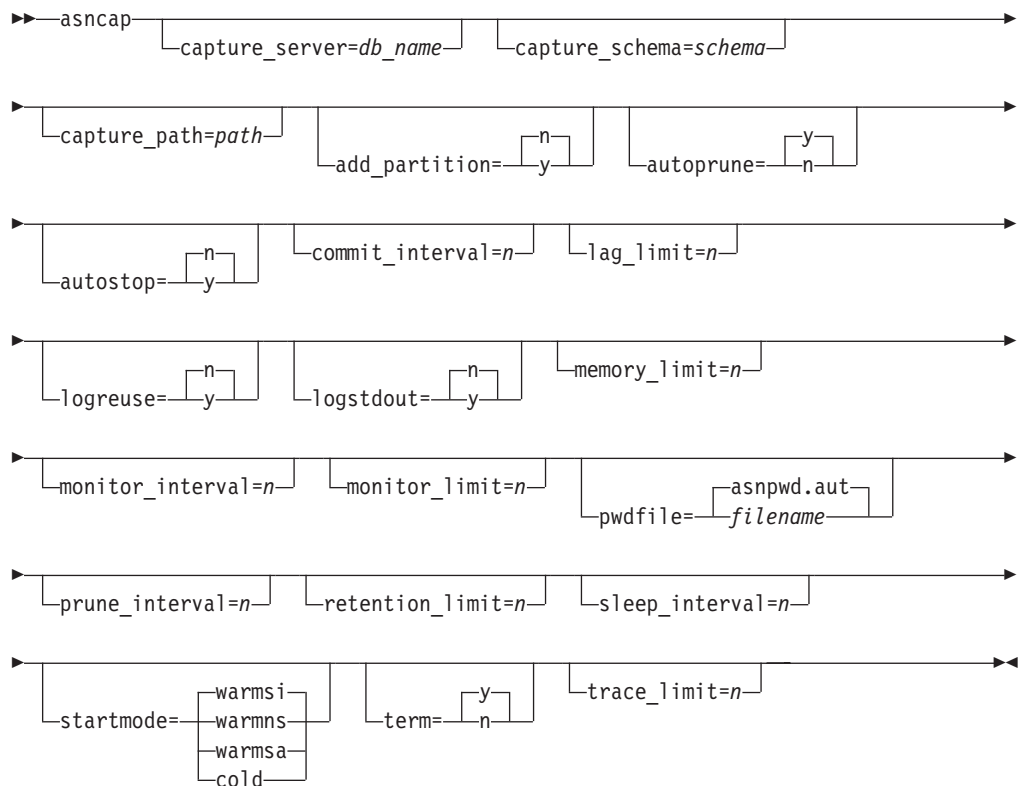 asncap
capture_server=db_name capture_schema=schema
capture_path=path n y
add_partition= y autoprune= n
n commit_interval=n lag_limit=n
autostop= y
n n memory_limit=n
logreuse= y logstdout= y
monitor_interval=n monitor_limit=n asnpwd.aut
pwdfile= filename
prune_interval=n retention_limit=n sleep_interval=n
warmsi y trace_limit=n
startmode= warmns term= n
warmsa
cold